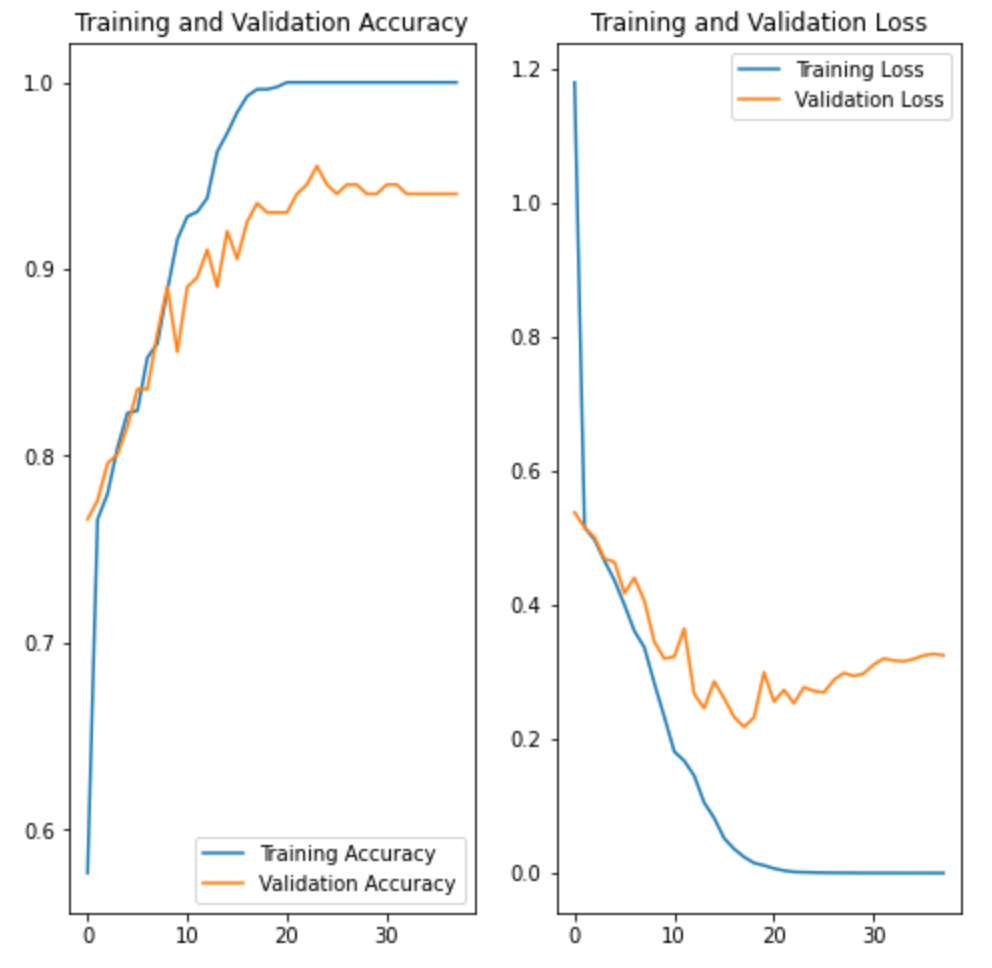 Training and Validation Accuracy
1.0
0.9
0.8
0.7
0.6
Training Accuracy
Validation Accuracy
0 10 20 30
Training and Validation Loss
1.2
1.0
0.8
0.6
0.4
0.2
0.0
Training Loss
Validation Loss
0 10 20 30